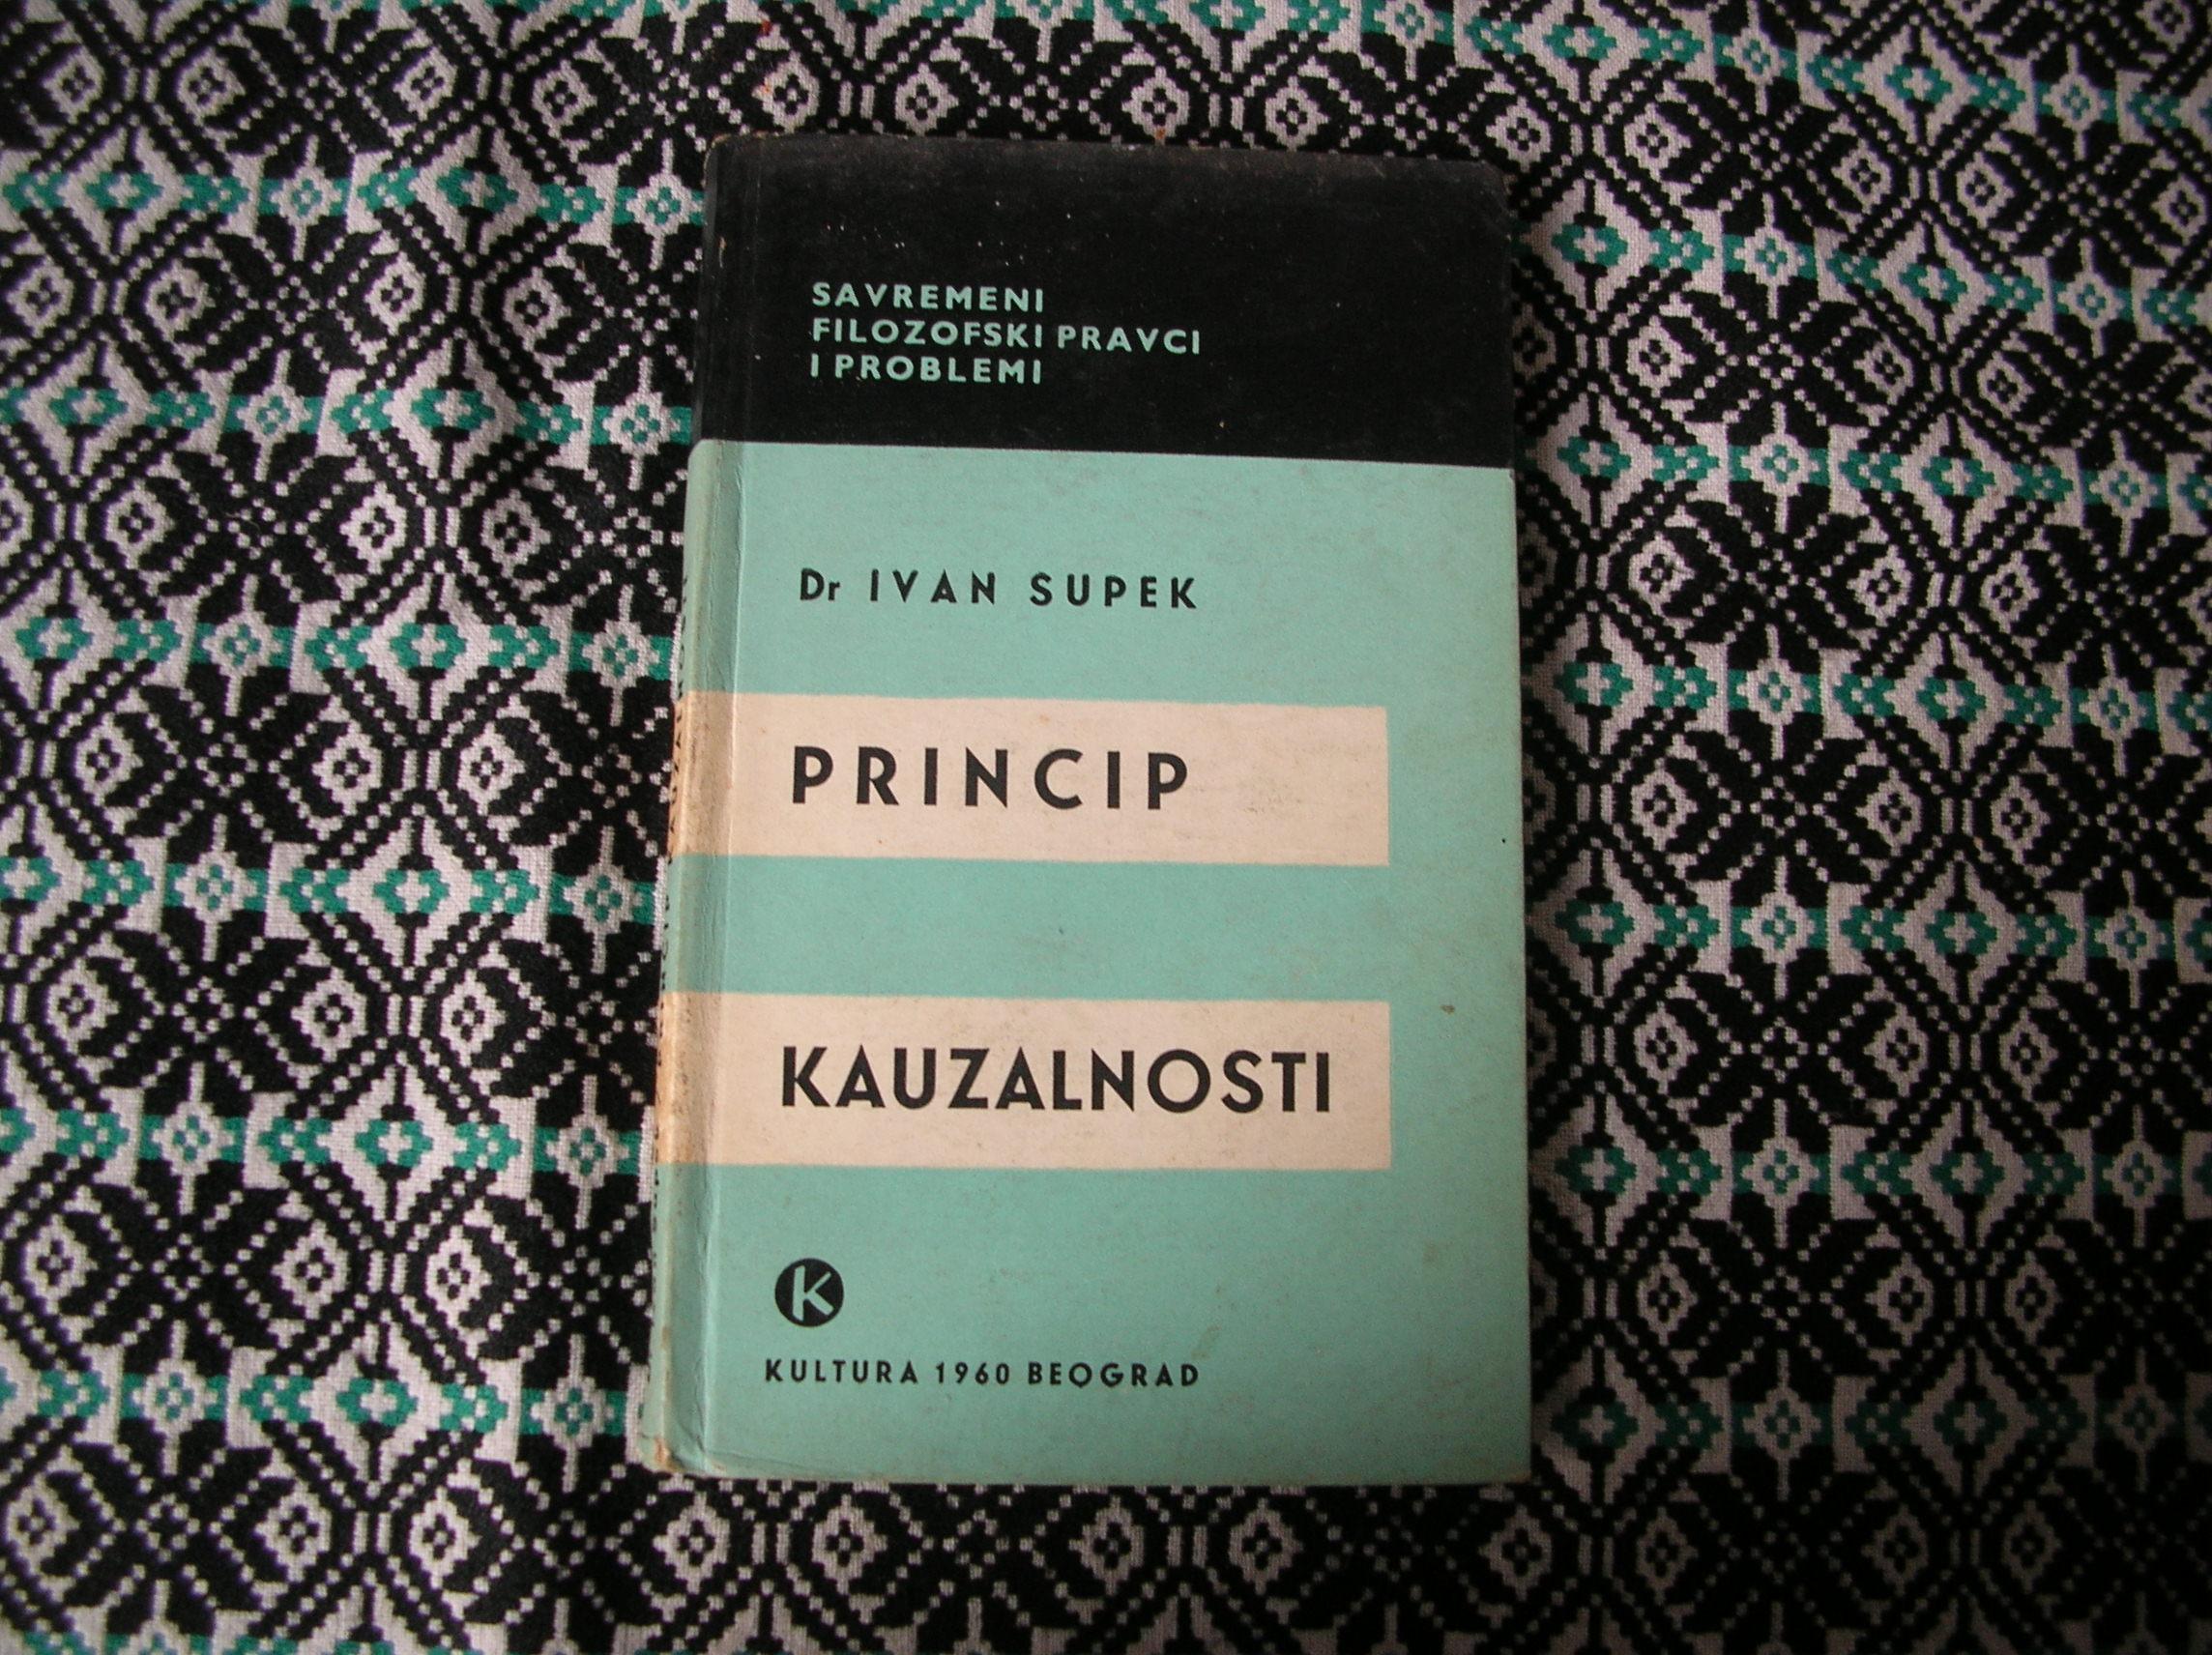 SAVREMENI
FILOZOFSKI PRAVCI
I PROBLEMI
Dr IVAN SUPEK
PRINCIP
KAUZALNOSTI
K
KULTURA 1960 BEOGRAD